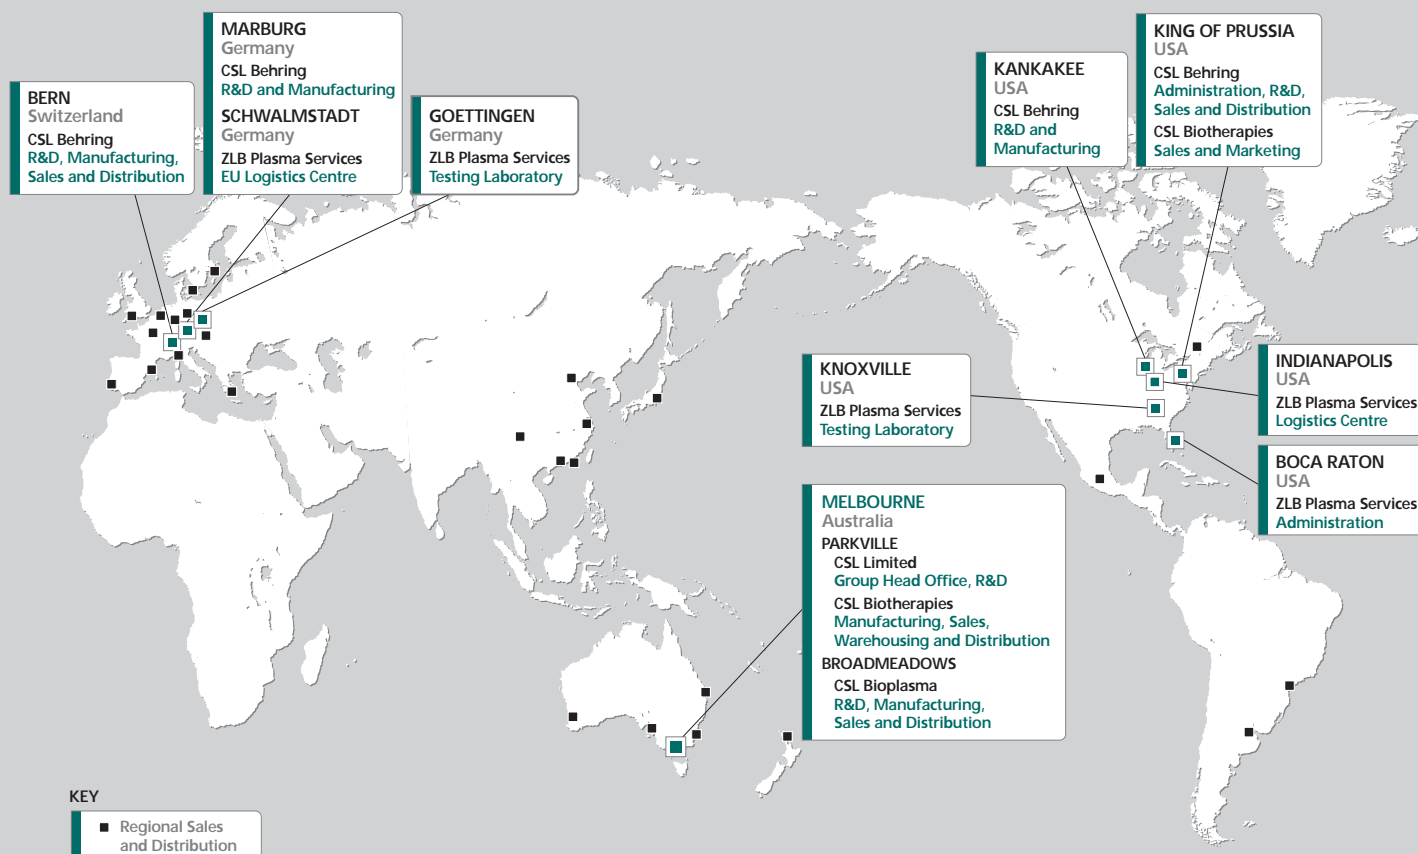 MARBURG
Germany
CSL Behring
R&D and Manufacturing
SCHWALMSTADT
Germany
ZLB Plasma Services
EU Logistics Centre
BERN
Switzerland
CSL Behring
R&D, Manufacturing,
Sales and Distribution
GOETTINGEN
Germany
ZLB Plasma Services
Testing Laboratory
KANKAKEE
USA
CSL Behring
R&D and
Manufacturing
KING OF PRUSSIA
USA
CSL Behring
Administration, R&D,
Sales and Distribution
CSL Biotherapies
Sales and Marketing
KNOXVILLE
USA
ZLB Plasma Services
Testing Laboratory
INDIANAPOLIS
USA
ZLB Plasma Services
Logistics Centre
BOCA RATON
USA
ZLB Plasma Services
Administration
MELBOURNE
Australia
PARKVILLE
CSL Limited
Group Head Office, R&D
CSL Biotherapies
Manufacturing, Sales,
Warehousing and Distribution
BROADMEADOWS
CSL Bioplasma
R&D, Manufacturing,
Sales and Distribution
KEY
Regional Sales
and Distribution